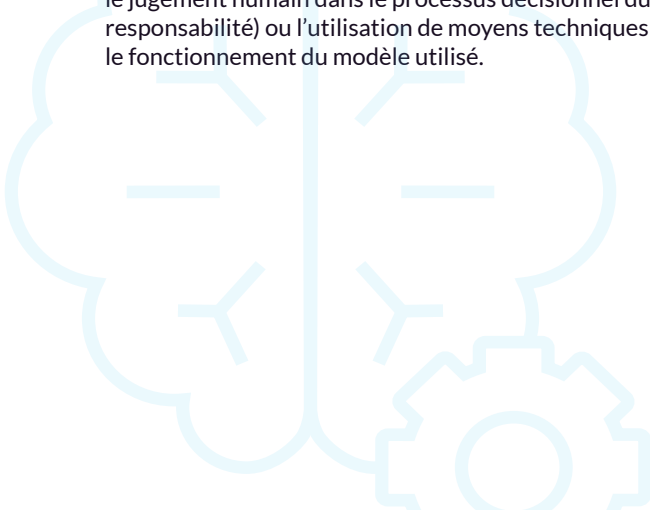 le jugement humain dans le processus décisionnel du
responsabilité) ou l’utilisation de moyens techniques
le fonctionnement du modèle utilisé.